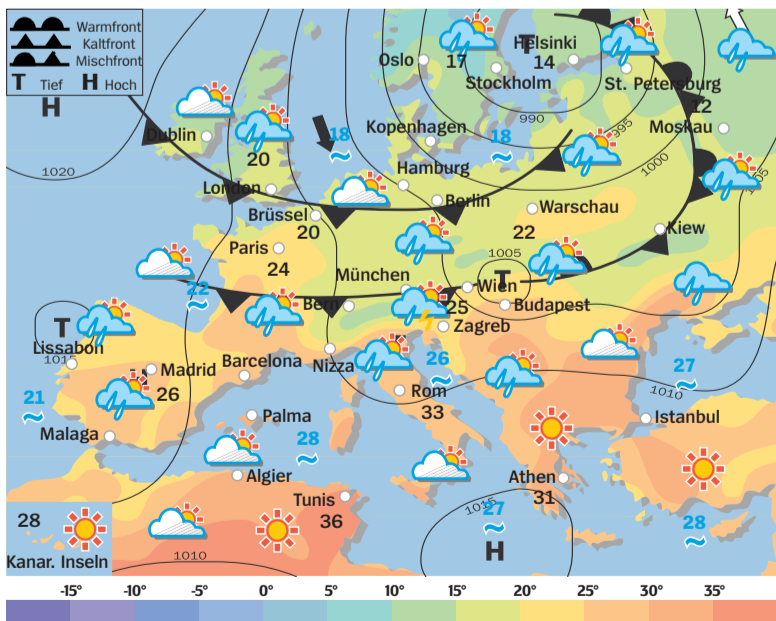 Warmfront
Kaltfront
Mischfront
T Tief H Hoch
H
1020
Oslo
17
T
Helsinki
14
Stockholm
St. Petersburg
12
Moskau
990
995
1000
1005
Dublin
20
18
Kopenhagen
18
Hamburg
London
Berlin
Brüssel
20
Warschau
22
Kiew
Paris
24
22
München
1005
T
Wien
25
Budapest
Bern
Zagreb
T
Lissabon
1015
Madrid
26
Barcelona
Nizza
26
Rom
33
27
1010
21
Malaga
Palma
28
Istanbul
Algier
Athen
31
Tunis
36
1015
27
H
28
28
Kanar. Inseln
1010
-15° -10° -5° 0° 5° 10° 15° 20° 25° 30° 35°